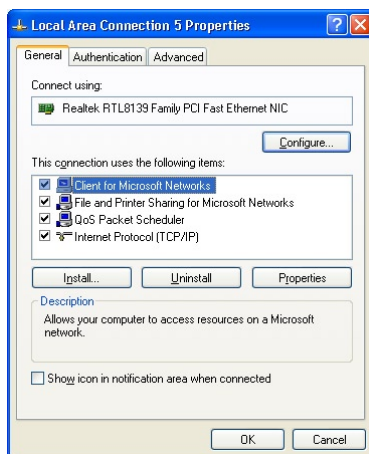 Local Area Connection 5 Properties
General Authentication Advanced
Connect using:
Realtek RTL8139 Family PCI Fast Ethernet NIC
Configure...
This connection uses the following items:
Client for Microsoft Networks
File and Printer Sharing for Microsoft Networks
QoS Packet Scheduler
Internet Protocol (TCP/IP)
Install... Uninstall Properties
Description
Allows your computer to access resources on a Microsoft
network.
Show icon in notification area when connected
OK Cancel